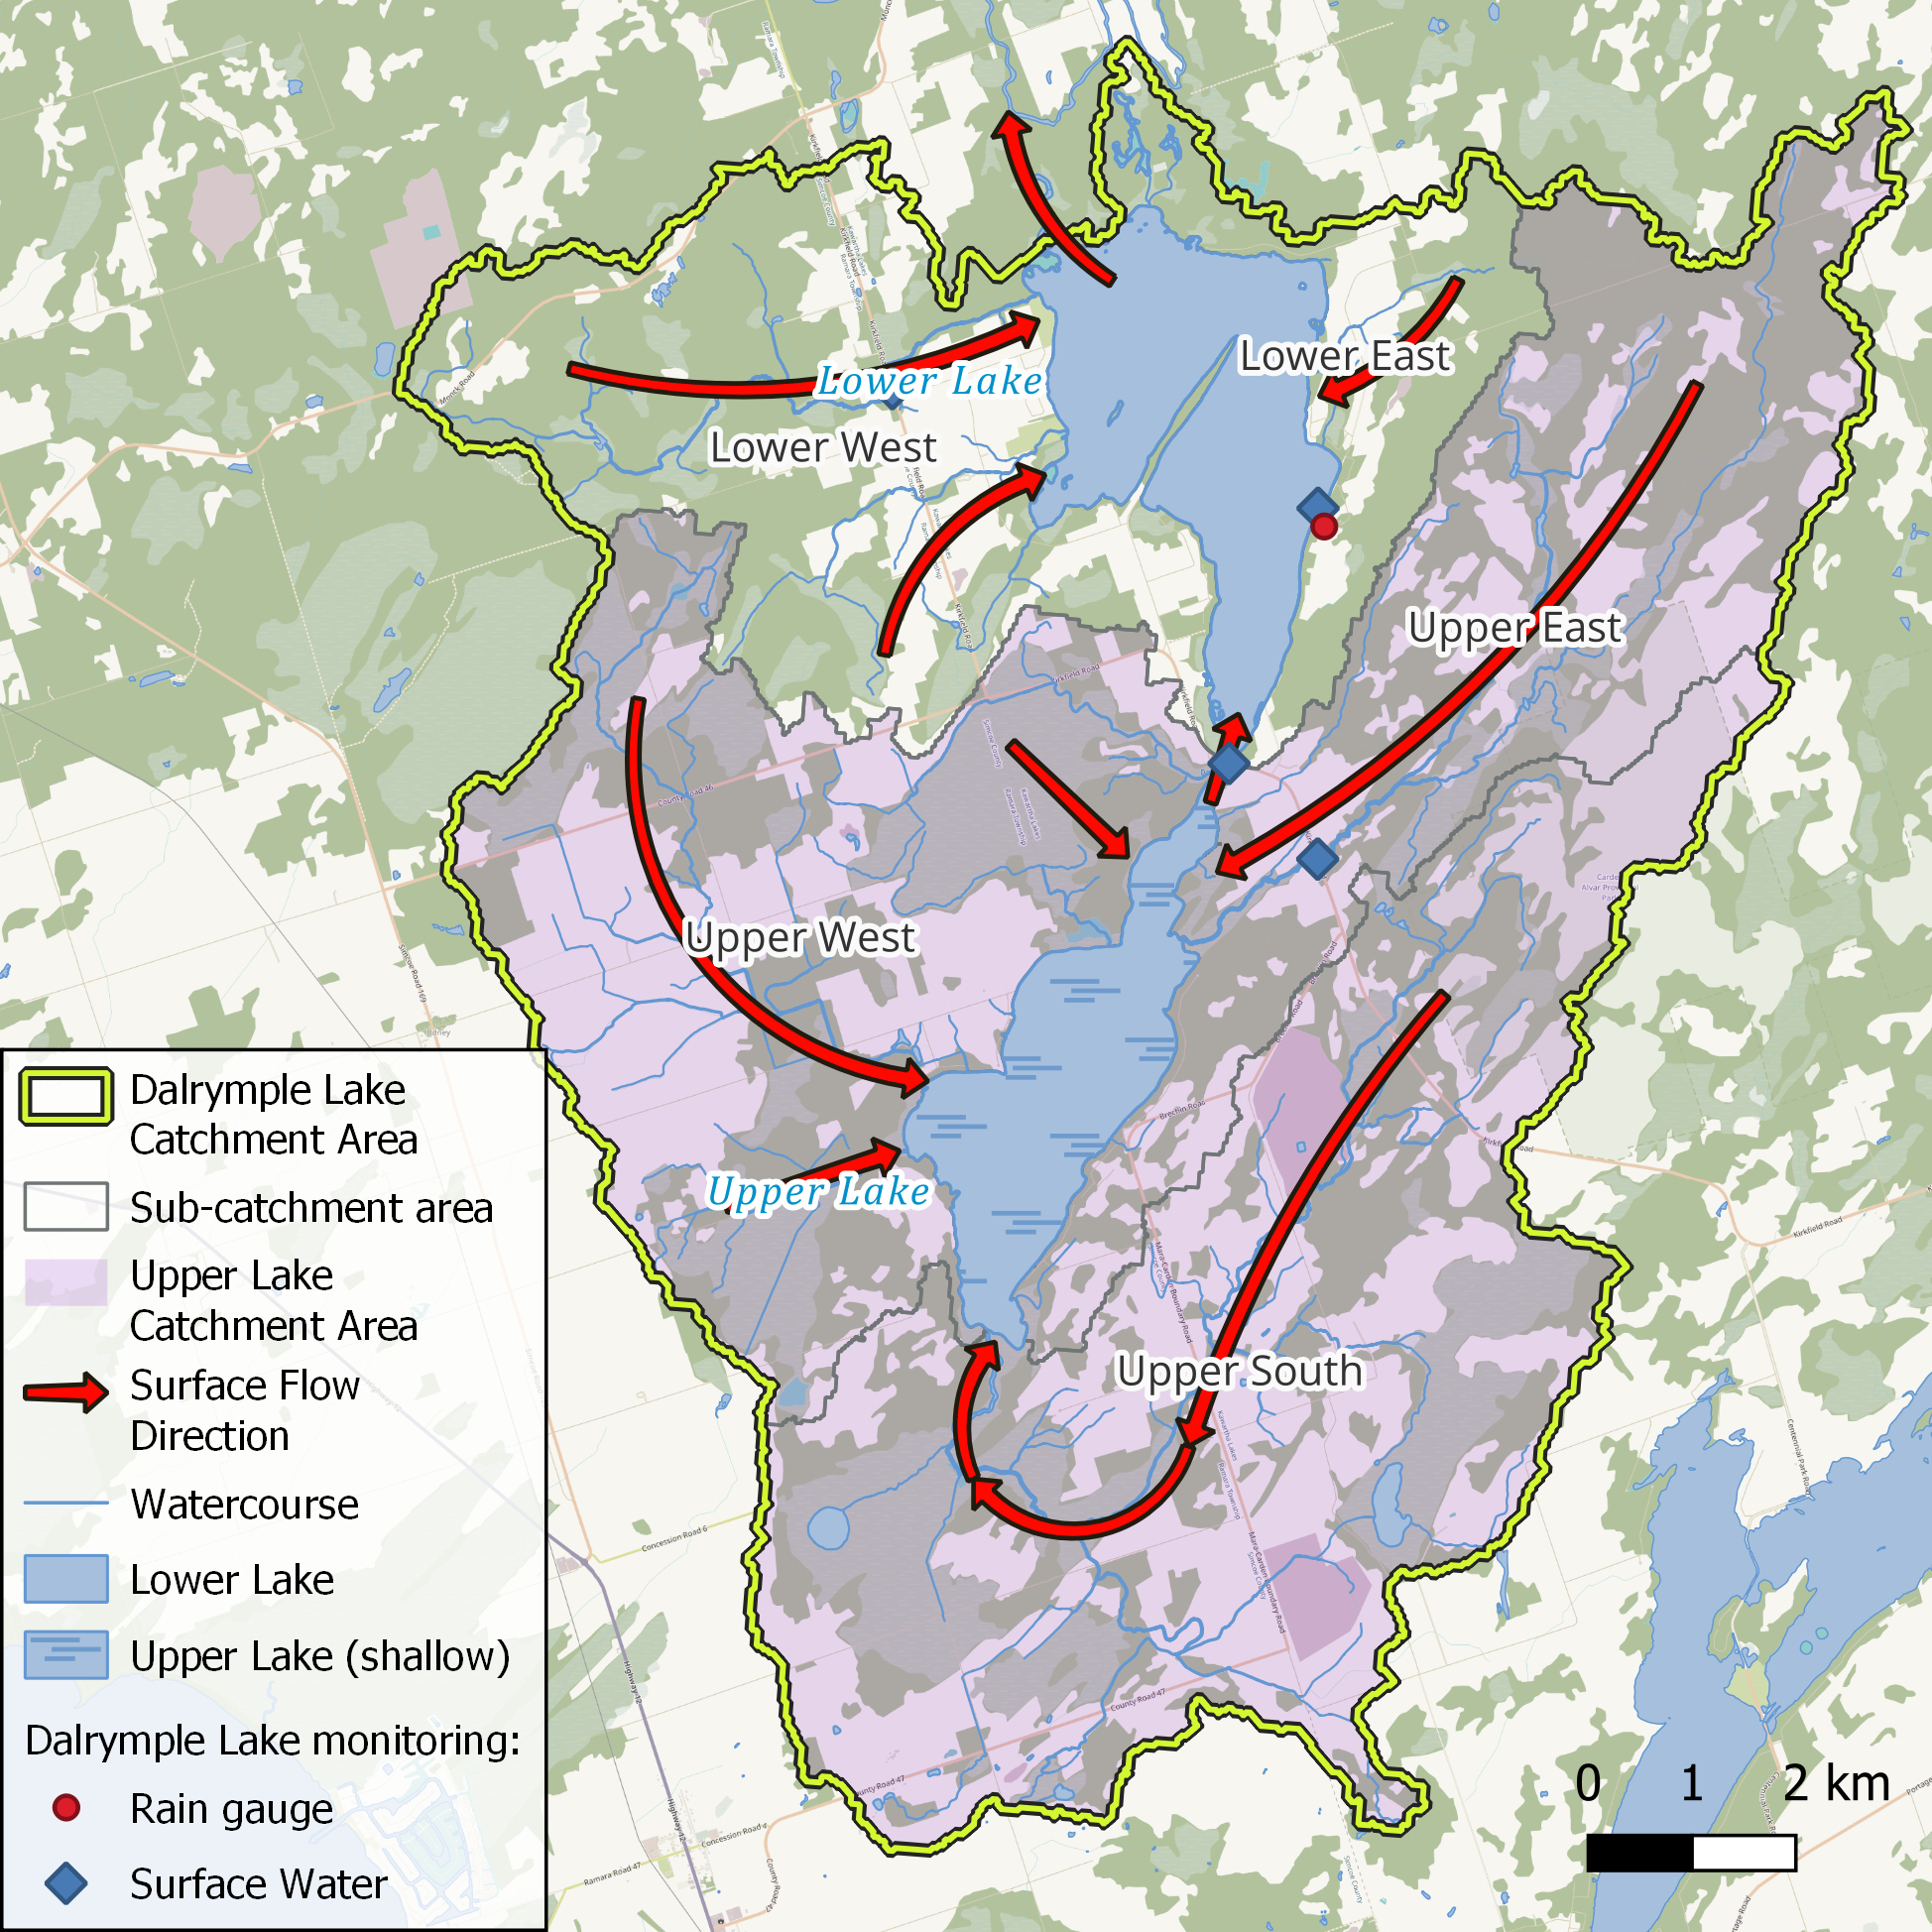 Lower Lake
Lower East
Lower West
Upper East
Upper West
Upper Lake
Upper South
Monck Road
Kirkfield Road
County Road 46
Simcoe Road 169
Brechin Road
Mara-Carden Boundary Road
Kirkfield Road
Centennial Park Road
Concession Road 6
Highway 12
County Road 47
County Road 47
Ramara Road 47
Dalrymple Lake
Catchment Area
Sub-catchment area
Upper Lake
Catchment Area
Surface Flow
Direction
Watercourse
Lower Lake
Upper Lake (shallow)
Dalrymple Lake monitoring:
Rain gauge
Surface Water
0 1 2 km